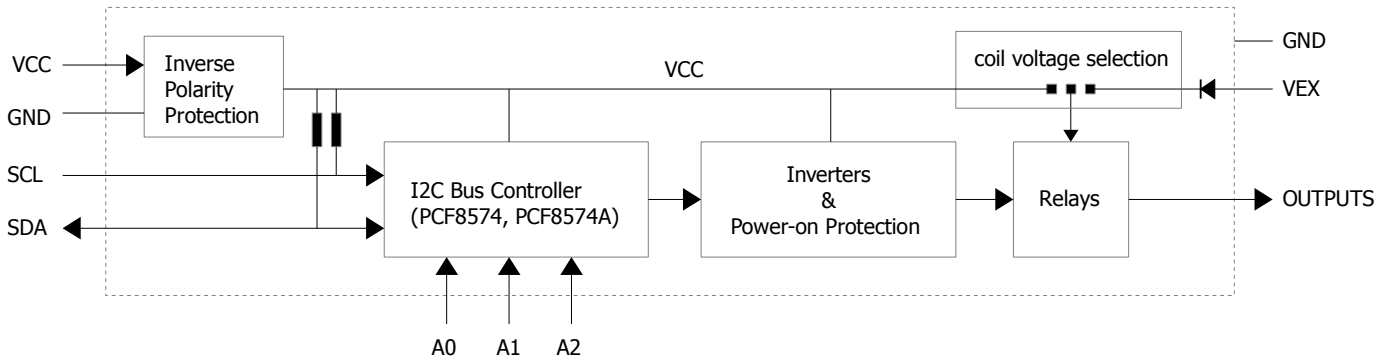 VCC
GND
SCL
SDA
Inverse
Polarity
Protection
VCC
coil voltage selection
GND
VEX
I2C Bus Controller
(PCF8574, PCF8574A)
Inverters
&
Power-on Protection
Relays
OUTPUTS
A0
A1
A2